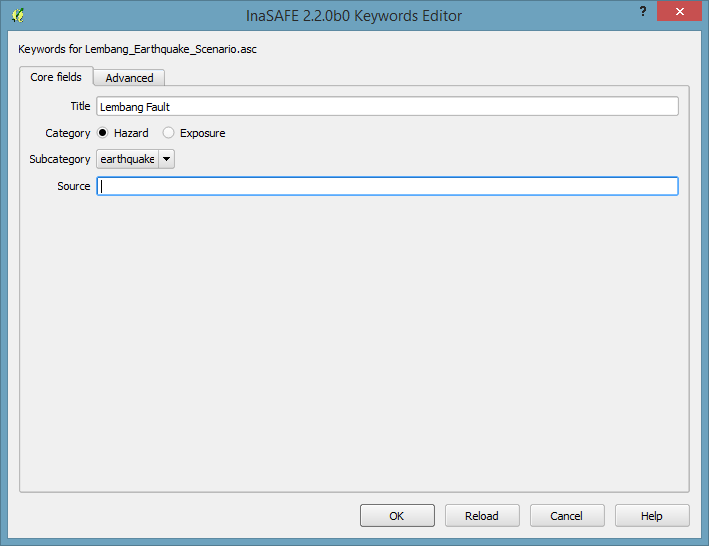 InaSAFE 2.2.0b0 Keywords Editor
?
Keywords for Lembang_Earthquake_Scenario.asc
Core fields Advanced
Title Lembang Fault
Category Hazard Exposure
Subcategory earthquake
Source
OK Reload Cancel Help